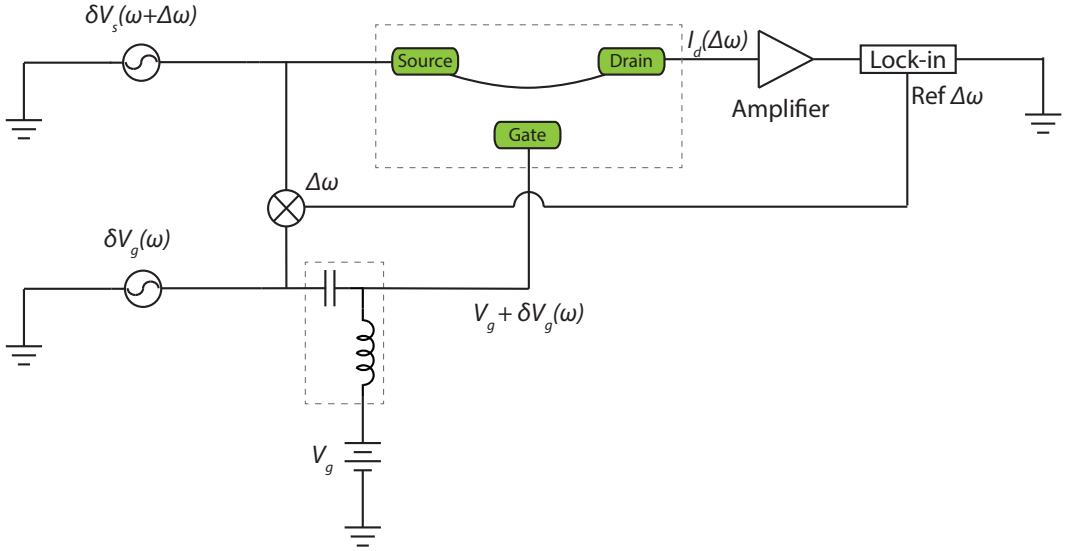 δV_s(ω+Δω)
I_d(Δω)
Source
Drain
Lock-in
Amplifier
Ref Δω
Gate
Δω
δV_g(ω)
V_g + δV_g(ω)
V_g